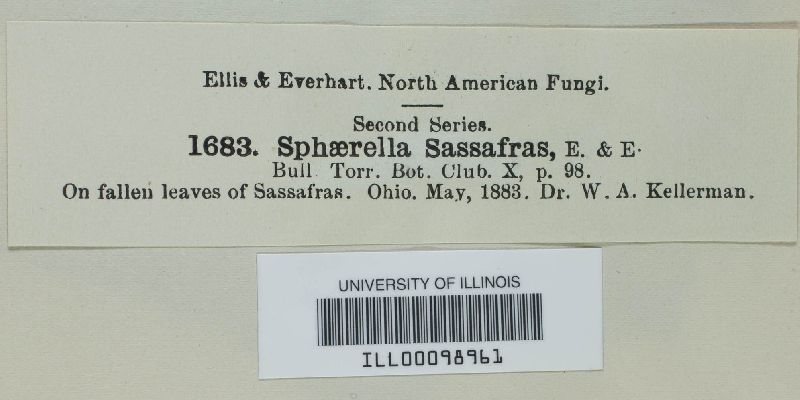 Ellis & Everhart. North American Fungi.
Second Series.
1683. Sphærella Sassafras, E. & E.
Bull Torr. Bot. Club. X, p. 98.
On fallen leaves of Sassafras. Ohio. May, 1883. Dr. W. A. Kellerman.
UNIVERSITY OF ILLINOIS
ILL00098961